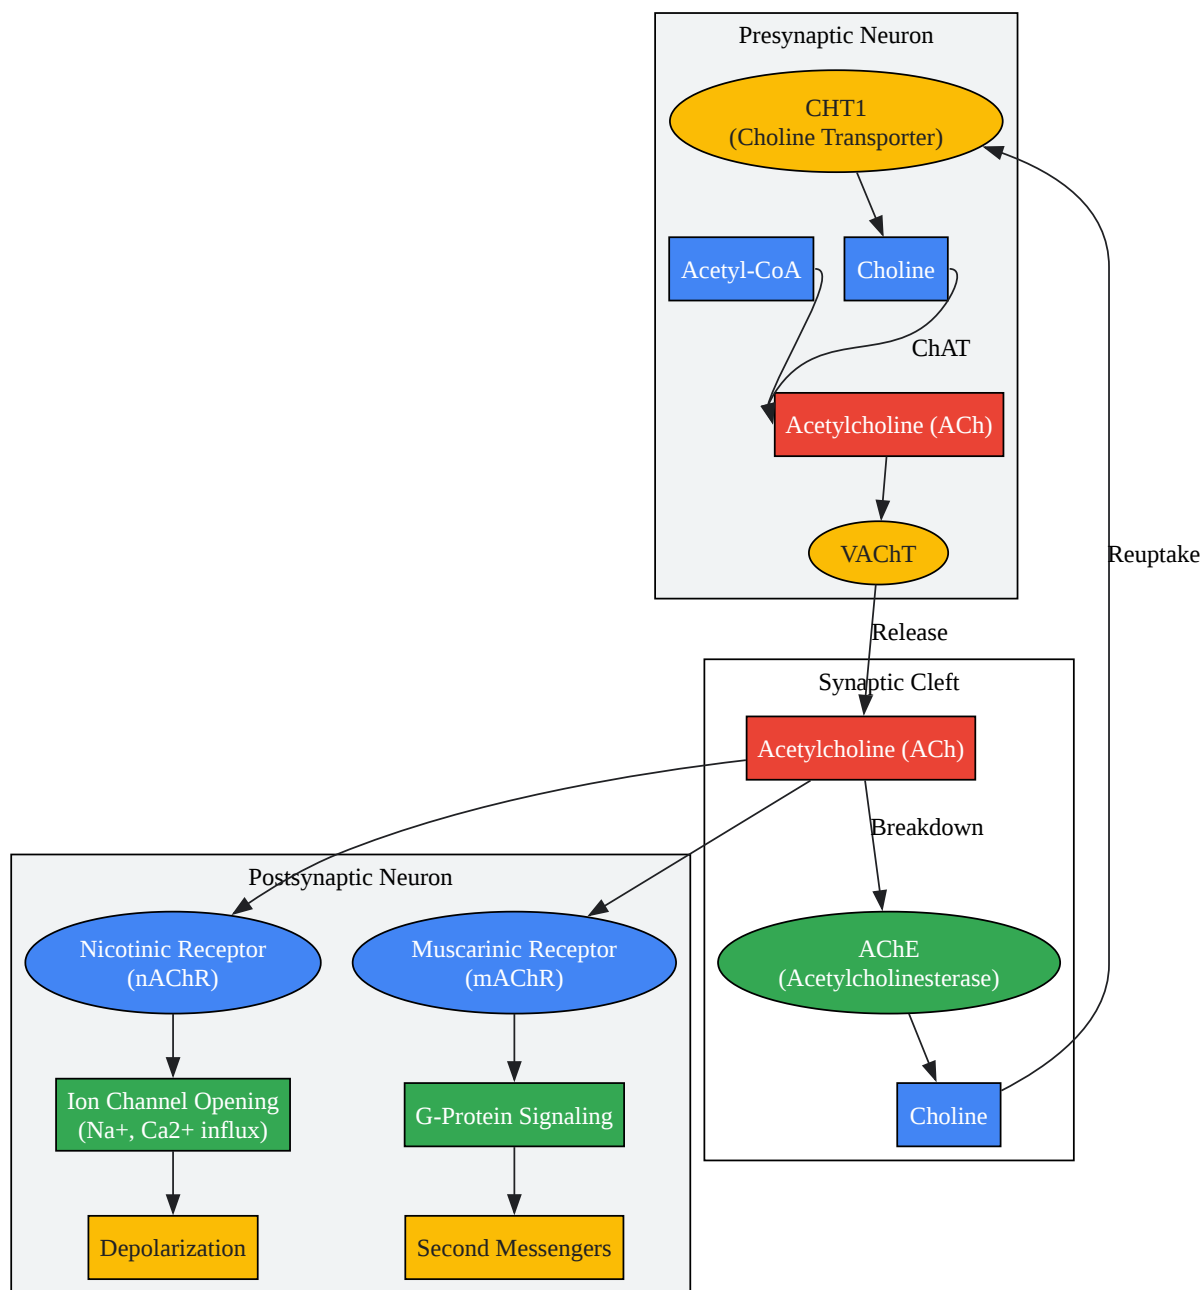 Presynaptic Neuron
CHT1
(Choline Transporter)
Acetyl-CoA
Choline
ChAT
Acetylcholine (ACh)
VAChT
Reuptake
Release
Synaptic Cleft
Acetylcholine (ACh)
Breakdown
Postsynaptic Neuron
Nicotinic Receptor
(nAChR)
Muscarinic Receptor
(mAChR)
AChE
(Acetylcholinesterase)
Ion Channel Opening
(Na+, Ca2+ influx)
G-Protein Signaling
Choline
Depolarization
Second Messengers